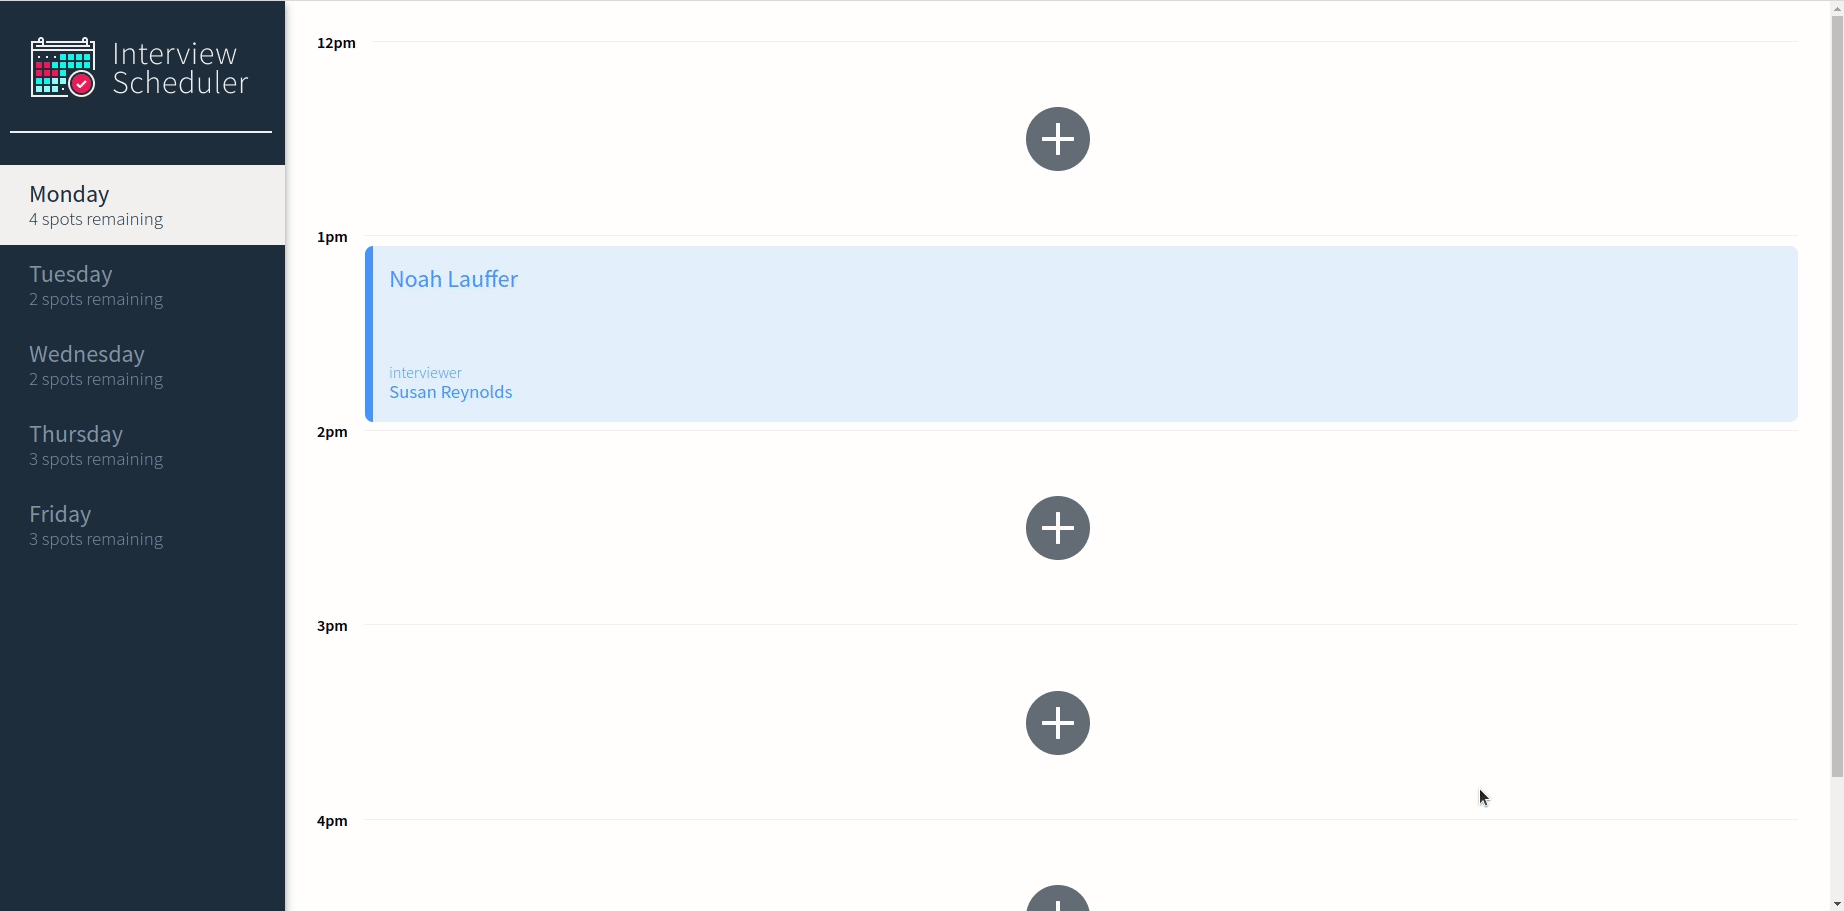 Interview
Scheduler
Monday
4 spots remaining
Tuesday
2 spots remaining
Wednesday
2 spots remaining
Thursday
3 spots remaining
Friday
3 spots remaining
12pm
1pm
Noah Lauffer
interviewer
Susan Reynolds
2pm
3pm
4pm